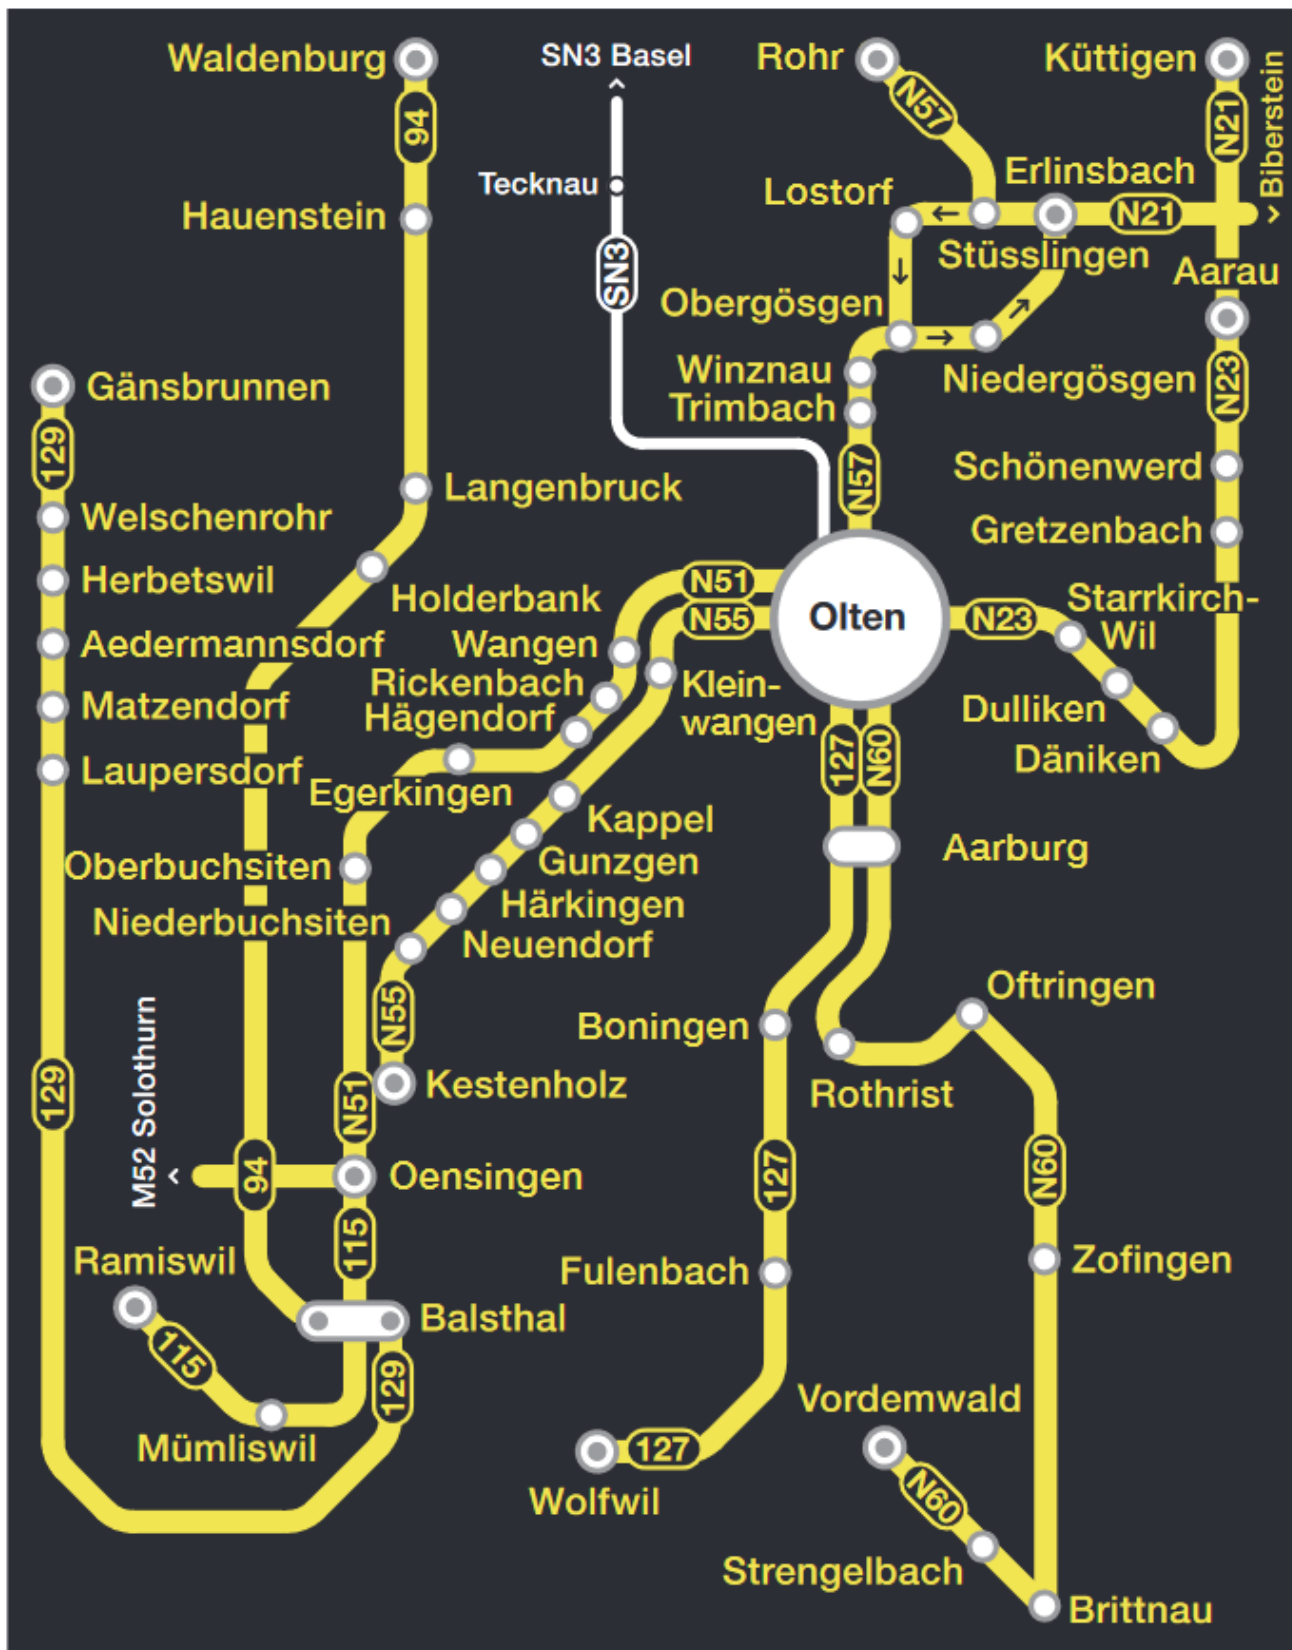 Waldenburg
SN3 Basel
Rohr
Küttigen
94
N57
N21
Biberstein
Tecknau
Erlinsbach
Lostorf
Hauenstein
N21
SN3
Stüsslingen
Aarau
Obergösgen
Winznau
Niedergösgen
N23
Gänsbrunnen
Trimbach
129
Schönenwerd
Langenbruck
N57
Welschenrohr
Gretzenbach
Herbetswil
Holderbank
N51
Olten
N23
Starrkirch-
Wil
N55
Aedermannsdorf
Wangen
Rickenbach
Klein-
wangen
Matzendorf
Hägendorf
Dulliken
Däniken
Laupersdorf
127
N60
Egerkingen
Kappel
Aarburg
Oberbuchsiten
Gunzgen
Niederbuchsiten
Härkingen
Neuendorf
Oftringen
N55
Boningen
M52 Solothurn
129
N51
Kestenholz
Rothrist
94
Oensingen
127
N60
115
Ramiswil
Fulenbach
Zofingen
Balsthal
115
129
Vordemwald
Mümliswil
127
Wolfwil
N60
Strengelbach
Brittnau